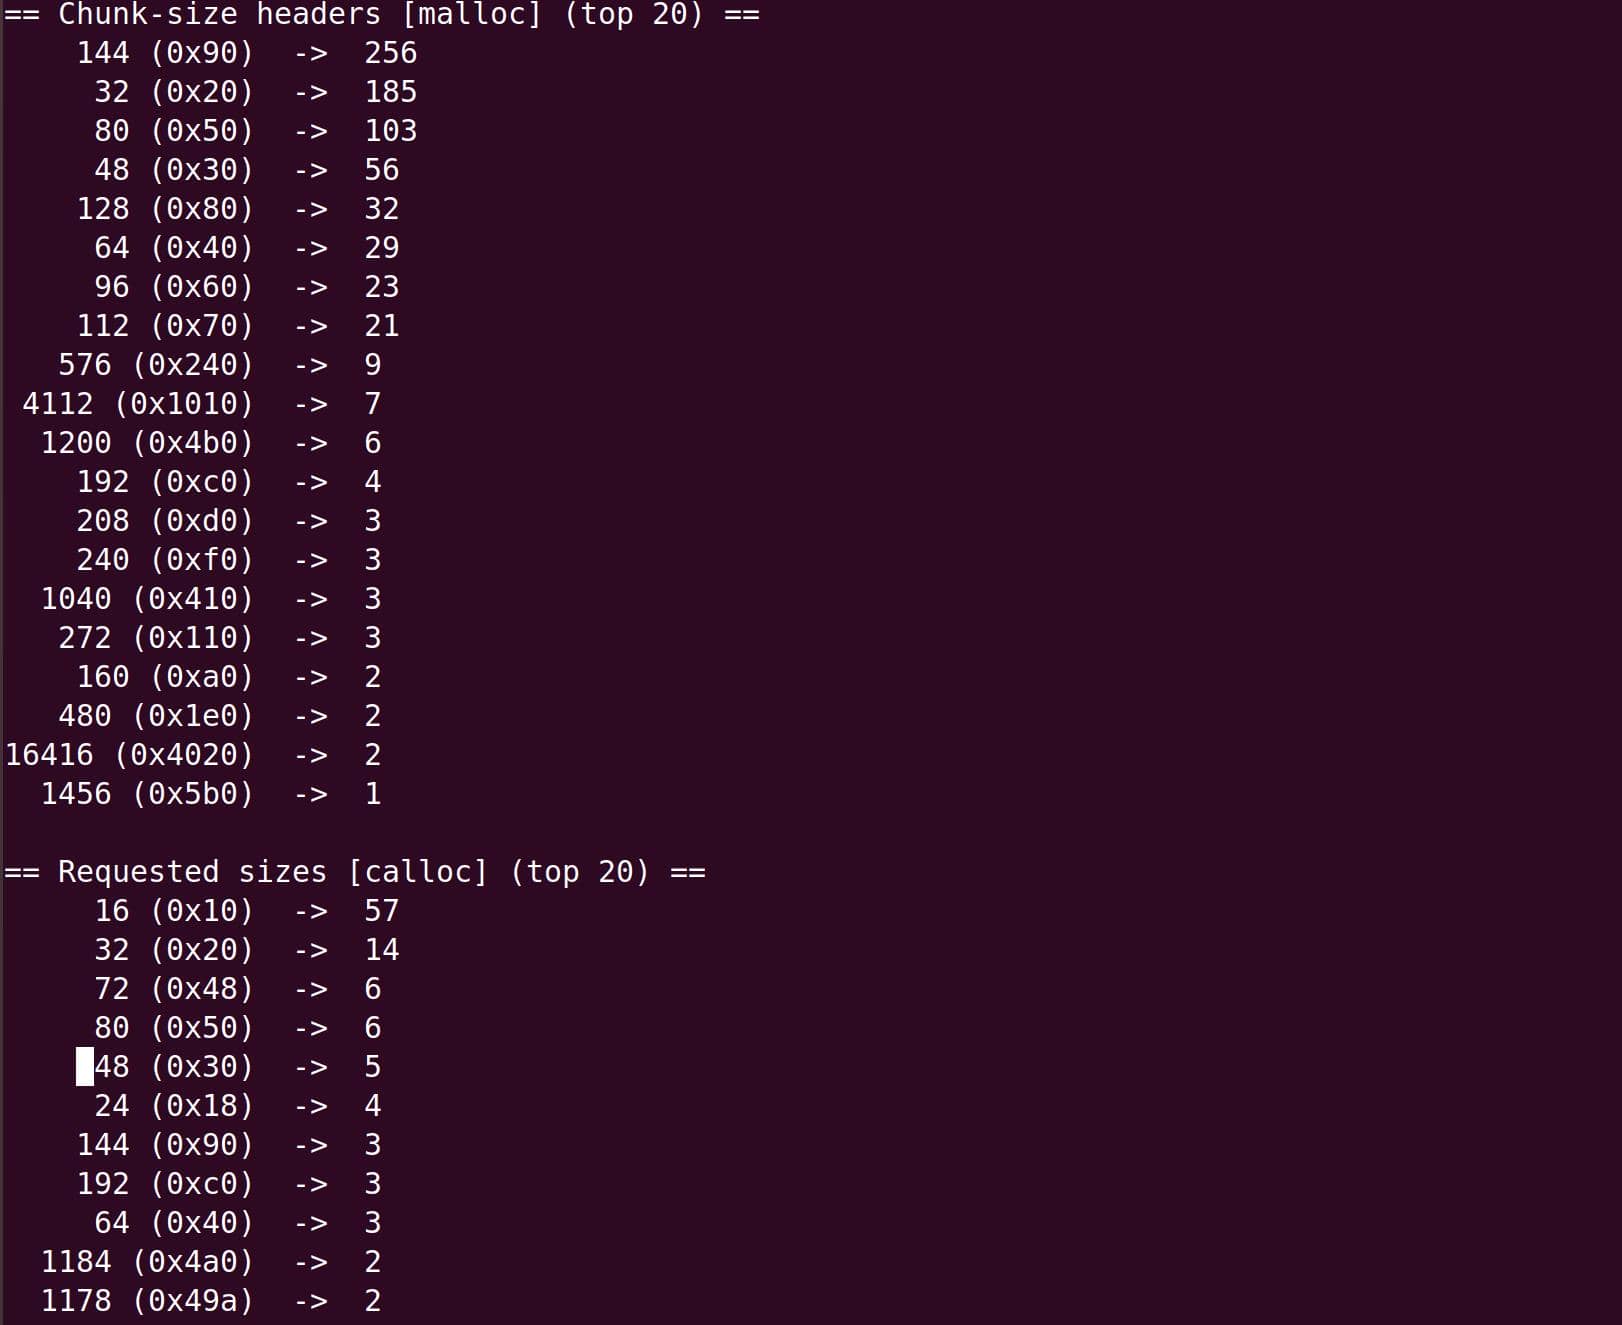 == Chunk-size headers [malloc] (top 20) ==
144 (0x90) -> 256
32 (0x20) -> 185
80 (0x50) -> 103
48 (0x30) -> 56
128 (0x80) -> 32
64 (0x40) -> 29
96 (0x60) -> 23
112 (0x70) -> 21
576 (0x240) -> 9
4112 (0x1010) -> 7
1200 (0x4b0) -> 6
192 (0xc0) -> 4
208 (0xd0) -> 3
240 (0xf0) -> 3
1040 (0x410) -> 3
272 (0x110) -> 3
160 (0xa0) -> 2
480 (0x1e0) -> 2
16416 (0x4020) -> 2
1456 (0x5b0) -> 1

== Requested sizes [calloc] (top 20) ==
16 (0x10) -> 57
32 (0x20) -> 14
72 (0x48) -> 6
80 (0x50) -> 6
48 (0x30) -> 5
24 (0x18) -> 4
144 (0x90) -> 3
192 (0xc0) -> 3
64 (0x40) -> 3
1184 (0x4a0) -> 2
1178 (0x49a) -> 2